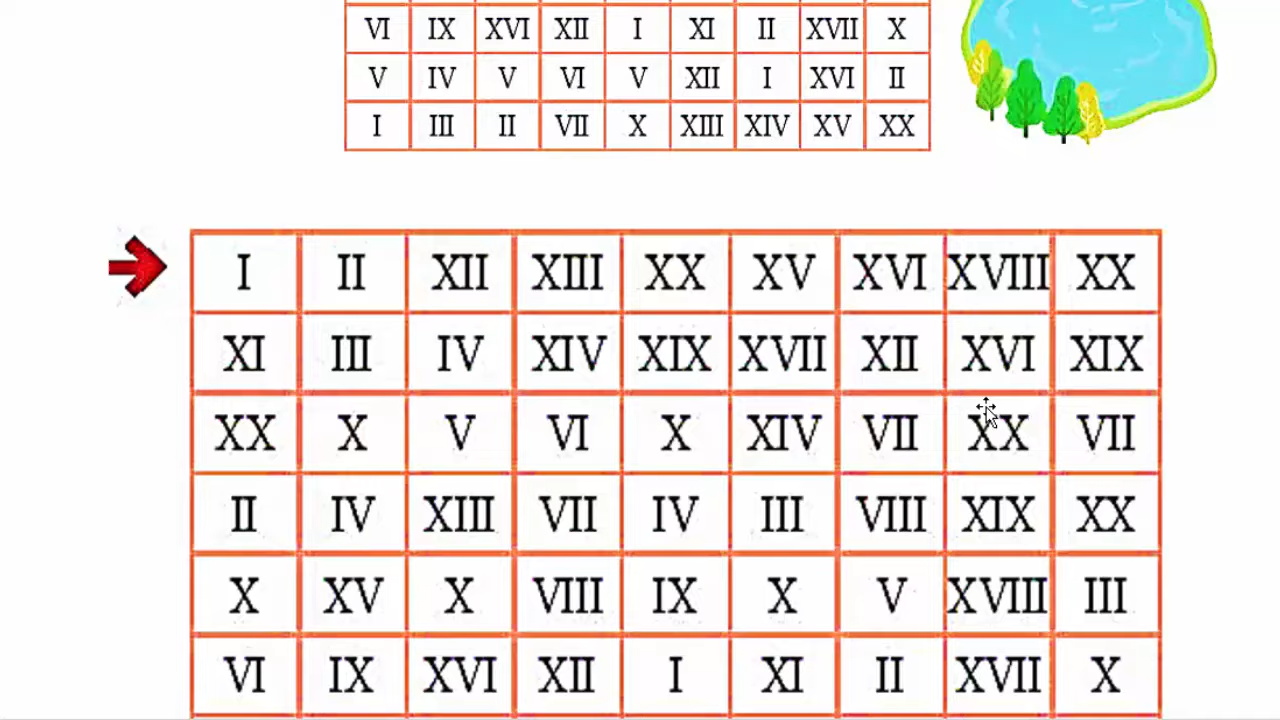 VI IX XVI XII I XI II XVII X
V IV V VI V XII I XVI II
I III II VII X XIII XIV XV XX
I II XII XIII XX XV XVI XVIII XX
XI III IV XIV XIX XVII XII XVI XIX
XX X V VI X XIV VII XX VII
II IV XIII VII IV III VIII XIX XX
X XV X VIII IX X V XVIII III
VI IX XVI XII I XI II XVII X